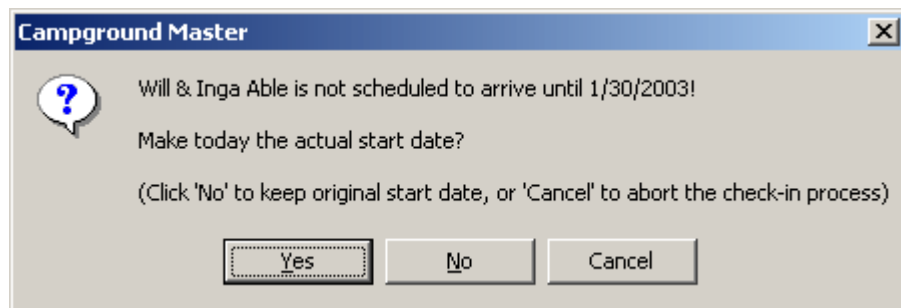 Campground Master
Will & Inga Able is not scheduled to arrive until 1/30/2003!
Make today the actual start date?
(Click 'No' to keep original start date, or 'Cancel' to abort the check-in process)
Yes No Cancel